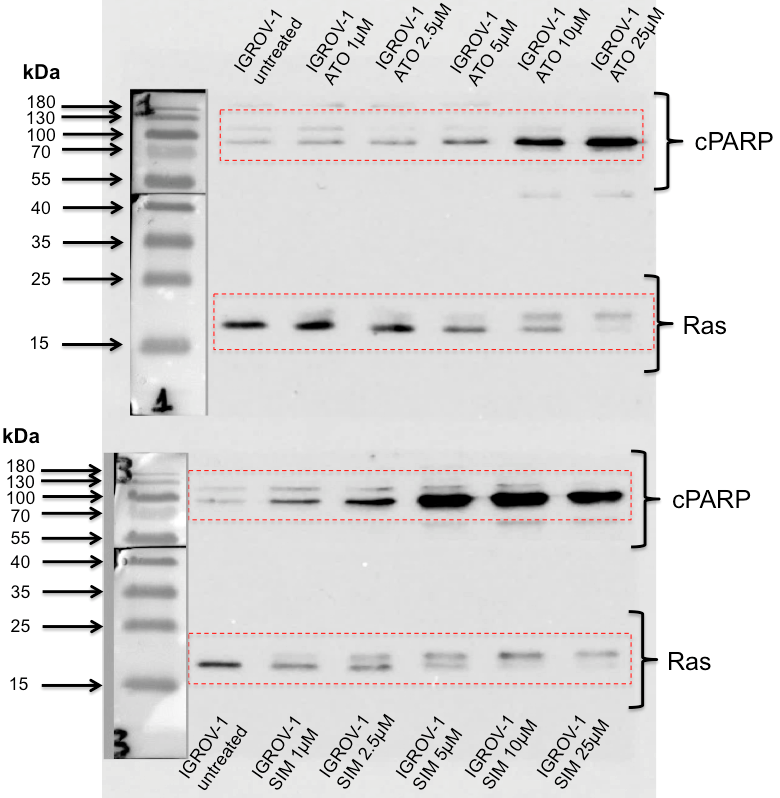 IGROV-1
untreated
IGROV-1
ATO 1µM
IGROV-1
ATO 2.5µM
IGROV-1
ATO 5µM
IGROV-1
ATO 10µM
IGROV-1
ATO 25µM
kDa
180
130
100
70
55
40
35
25
15
1
1
cPARP
Ras
kDa
180
130
100
70
55
40
35
25
15
3
3
cPARP
Ras
IGROV-1
untreated
IGROV-1
SIM 1µM
IGROV-1
SIM 2.5µM
IGROV-1
SIM 5µM
IGROV-1
SIM 10µM
IGROV-1
SIM 25µM